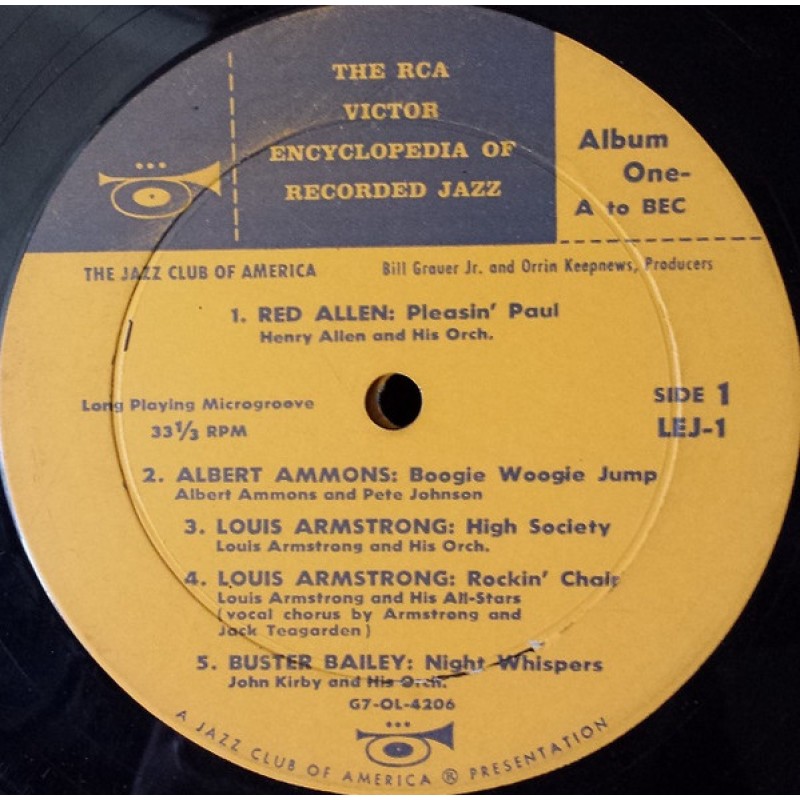 THE RCA
VICTOR
ENCYCLOPEDIA OF
RECORDED JAZZ
Album
One-
A to BEC
THE JAZZ CLUB OF AMERICA
Bill Grauer Jr. and Orrin Keepnews, Producers
1. RED ALLEN: Pleasin' Paul
Henry Allen and His Orch.
Long Playing Microgroove
33 1/3 RPM
SIDE 1
LEJ-1
2. ALBERT AMMONS: Boogie Woogie Jump
Albert Ammons and Pete Johnson
3. LOUIS ARMSTRONG: High Society
Louis Armstrong and His Orch.
4. LOUIS ARMSTRONG: Rockin' Chair
Louis Armstrong and His All-Stars
(vocal chorus by Armstrong and
Jack Teagarden)
5. BUSTER BAILEY: Night Whispers
John Kirby and His Orch.
G7-OL-4206
A JAZZ CLUB OF AMERICA ® PRESENTATION